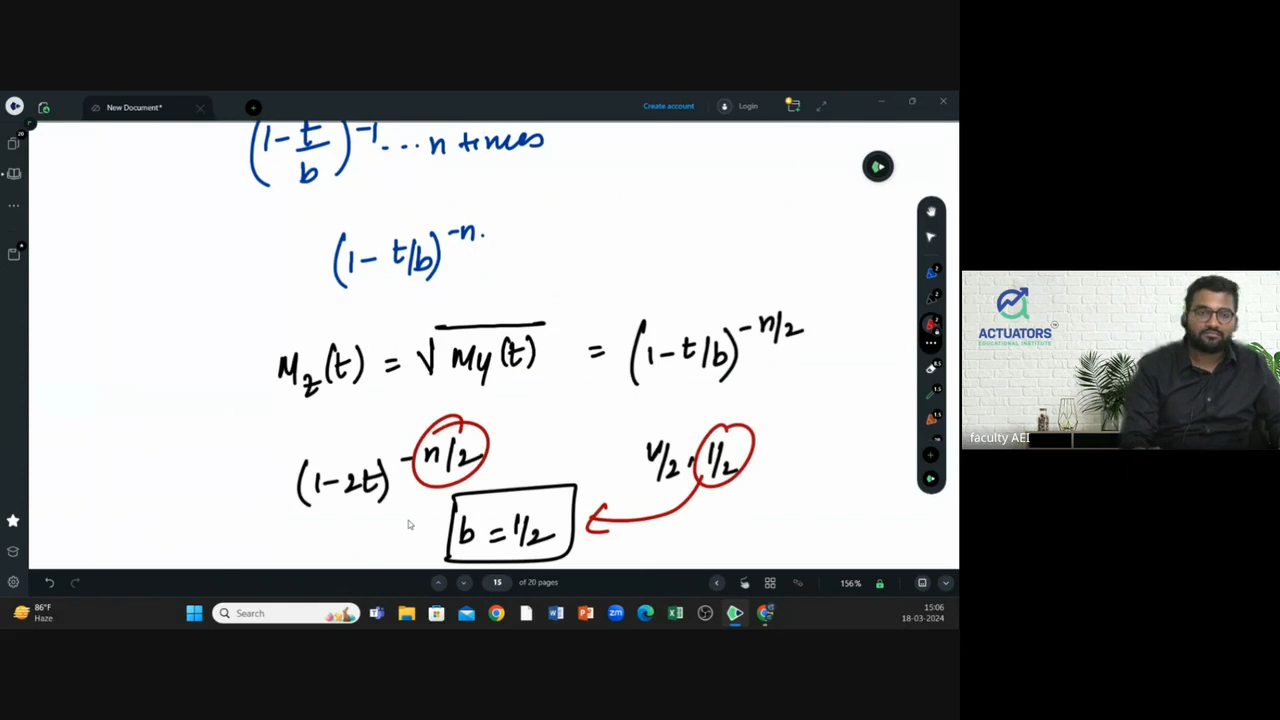 New Document*
Create account
Login
(1 - t/b)^-1 ... n times
(1 - t/b)^-n.
M_z(t) = √My(t) = (1 - t/b)^-n/2
(1-2t)^-n/2
γ/2, 1/2
b = 1/2
15 of 20 pages
156%
86°F
Haze
Search
15:06
18-03-2024
ACTUATORS
EDUCATIONAL INSTITUTE
faculty AEI